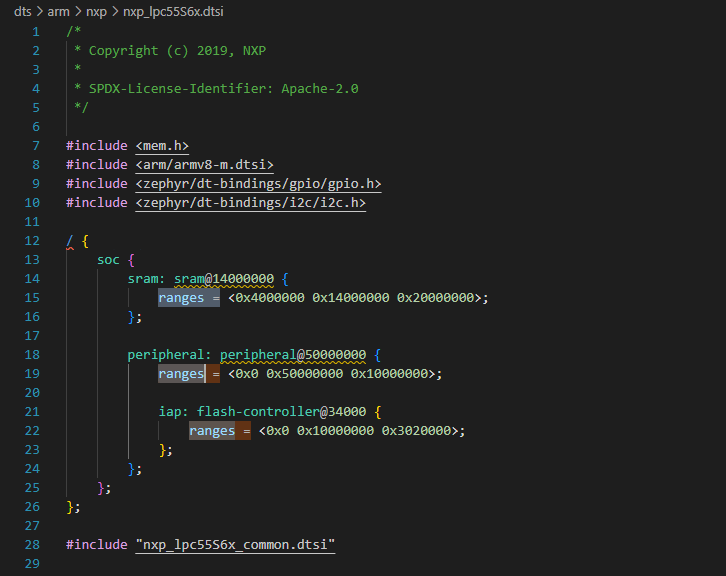 dts > arm > nxp > nxp_lpc55S6x.dtsi
1 /*
2  * Copyright (c) 2019, NXP
3  *
4  * SPDX-License-Identifier: Apache-2.0
5  */
6
7 #include <mem.h>
8 #include <arm/armv8-m.dtsi>
9 #include <zephyr/dt-bindings/gpio/gpio.h>
10 #include <zephyr/dt-bindings/i2c/i2c.h>
11
12 / {
13     soc {
14         sram: sram@14000000 {
15             ranges = <0x4000000 0x14000000 0x20000000>;
16         };
17
18         peripheral: peripheral@50000000 {
19             ranges = <0x0 0x50000000 0x10000000>;
20
21             iap: flash-controller@34000 {
22                 ranges = <0x0 0x10000000 0x3020000>;
23             };
24         };
25     };
26 };
27
28 #include "nxp_lpc55S6x_common.dtsi"
29